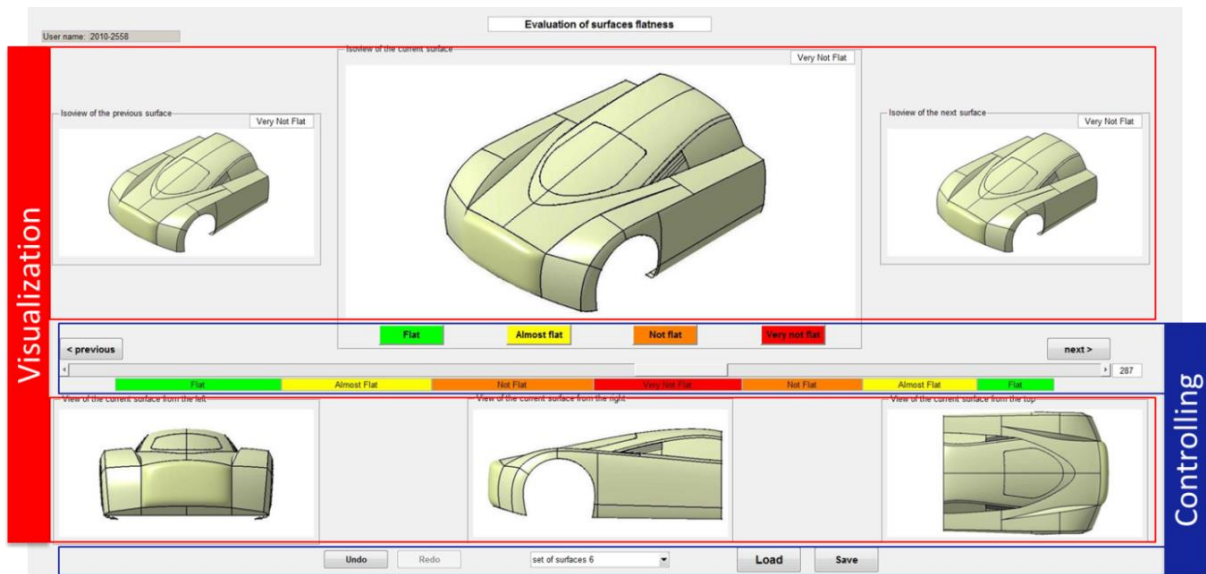 Evaluation of surfaces flatness
User name: 2010-2558
Isoview of the current surface
Very Not Flat
Isoview of the previous surface
Very Not Flat
Isoview of the next surface
Very Not Flat
Visualization
Flat Almost flat Not flat Very not flat
< previous
next >
287
Flat Almost Flat Not Flat Very Not Flat Not Flat Almost Flat Flat
Controlling
View of the current surface from the left
View of the current surface from the right
View of the current surface from the top
Undo Redo set of surfaces 6 Load Save